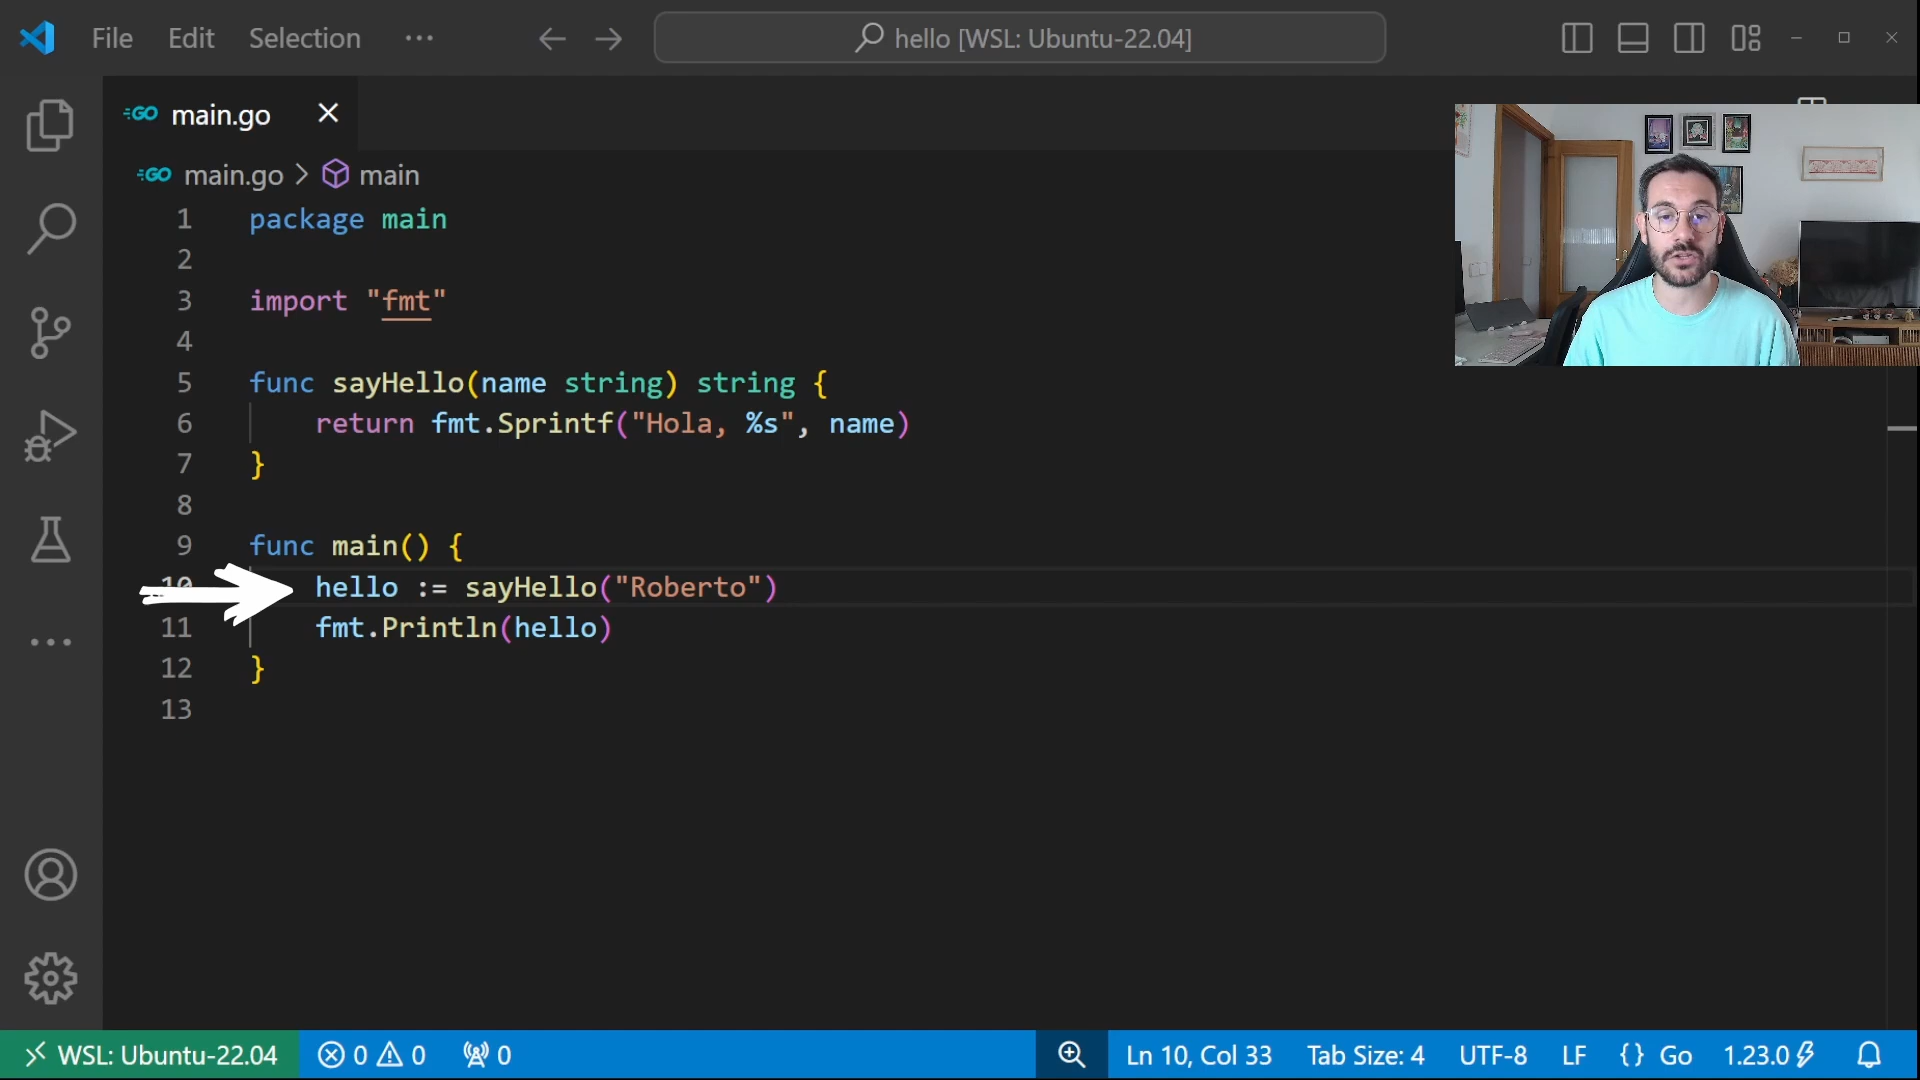 File Edit Selection ···
hello [WSL: Ubuntu-22.04]
GO main.go
GO main.go > main
1 package main
2
3 import "fmt"
4
5 func sayHello(name string) string {
6 return fmt.Sprintf("Hola, %s", name)
7 }
8
9 func main() {
10 hello := sayHello("Roberto")
11 fmt.Println(hello)
12 }
13
WSL: Ubuntu-22.04 0 0 0 Ln 10, Col 33 Tab Size: 4 UTF-8 LF {} Go 1.23.0